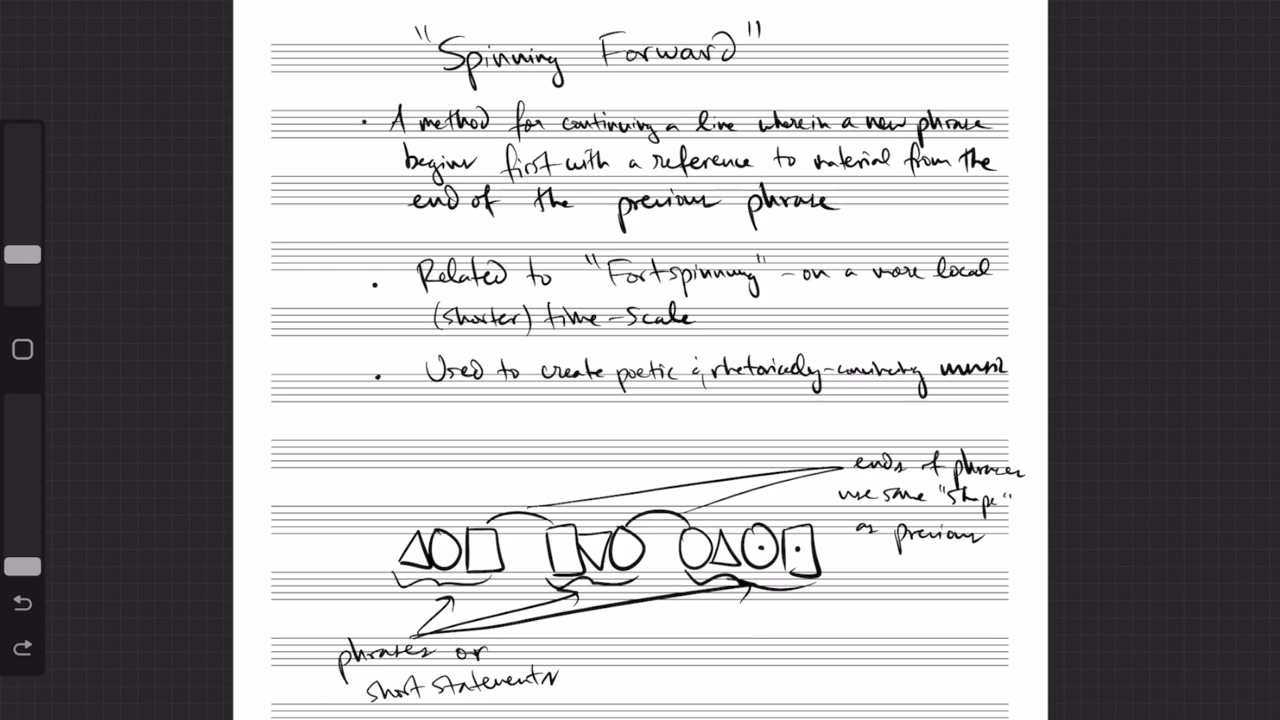 "Spinning Forward"
· A method for continuing a line wherein a new phrase
begins first with a reference to material from the
end of the previous phrase
· Related to "Fortspinnung" - on a more local
(shorter) time-scale
· Used to create poetic & rhetorically-convincing music
ends of phrases
use same "shape"
as previous
phrases or
short statements